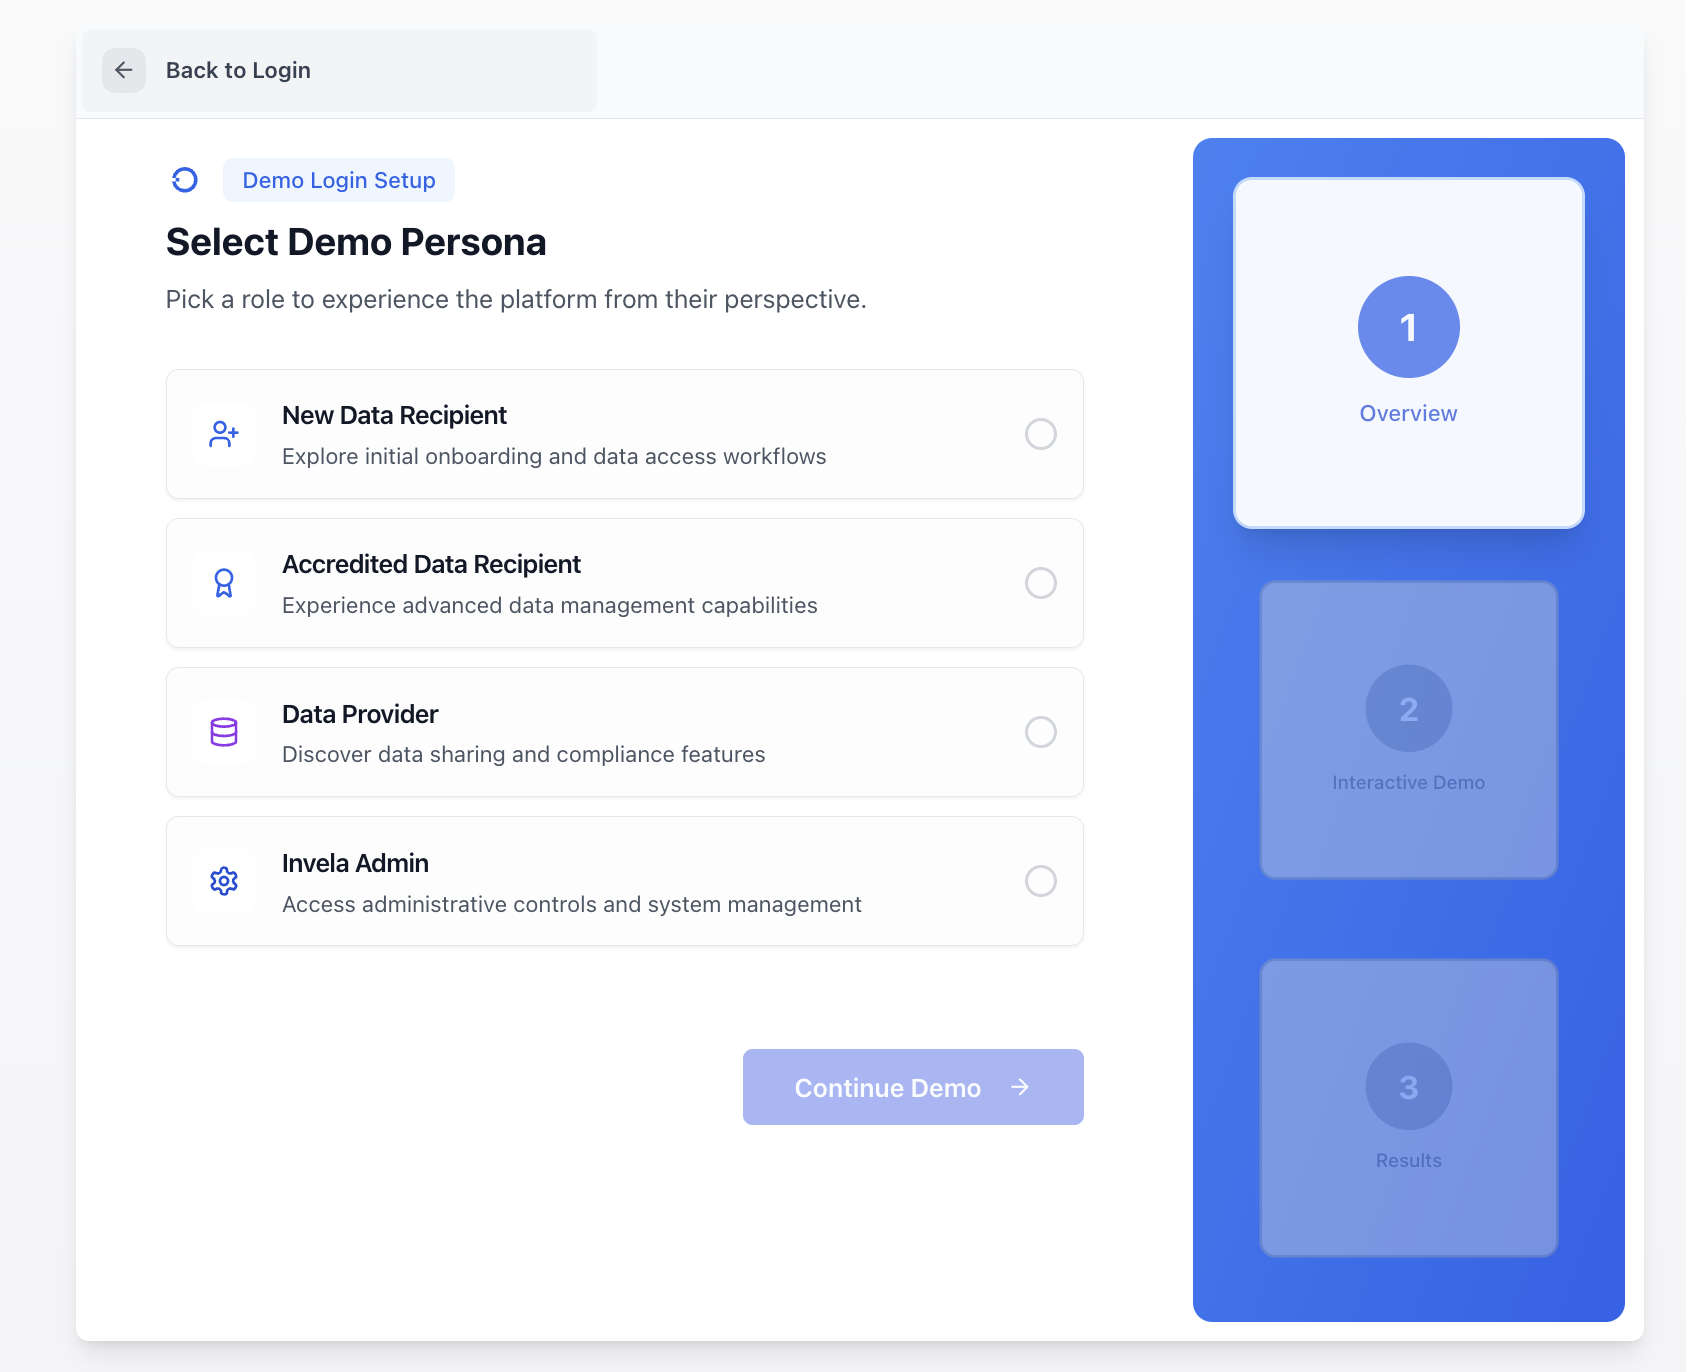 Back to Login
Demo Login Setup
Select Demo Persona
Pick a role to experience the platform from their perspective.
New Data Recipient
Explore initial onboarding and data access workflows
Accredited Data Recipient
Experience advanced data management capabilities
Data Provider
Discover data sharing and compliance features
Invela Admin
Access administrative controls and system management
Continue Demo
1
Overview
2
Interactive Demo
3
Results